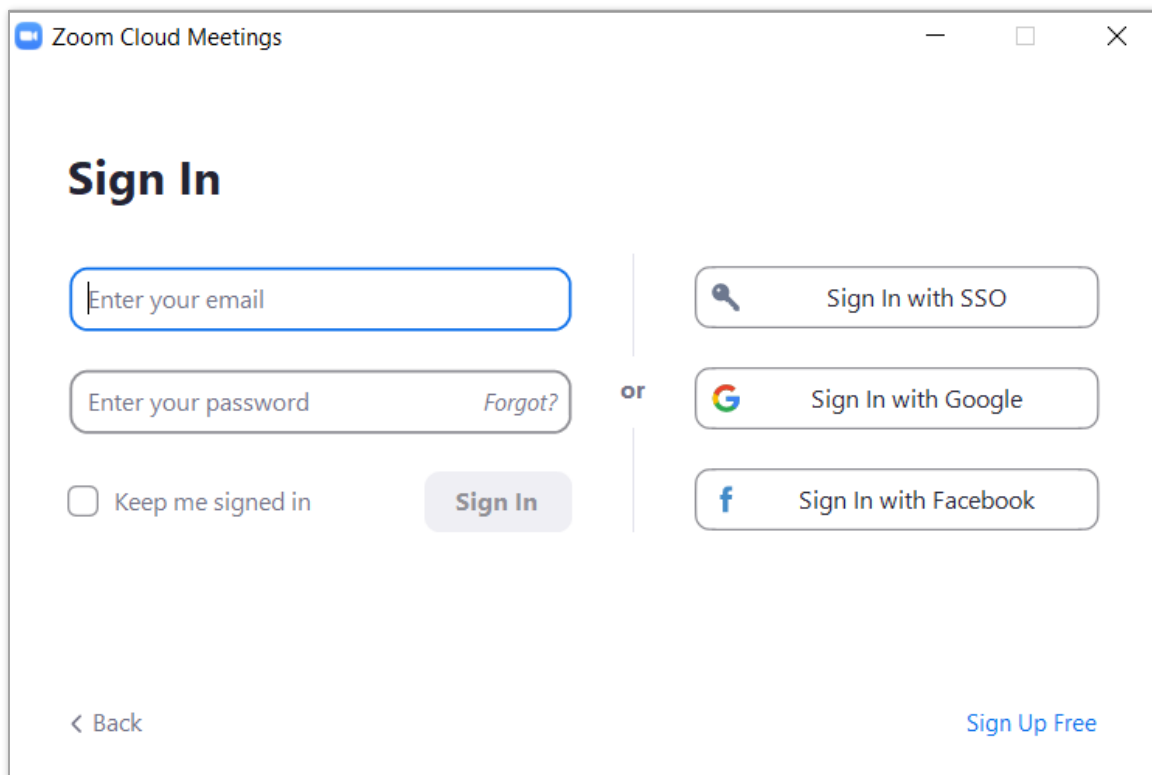 Zoom Cloud Meetings
Sign In
Enter your email
Enter your password Forgot?
Keep me signed in Sign In
or
Sign In with SSO
Sign In with Google
Sign In with Facebook
Back
Sign Up Free